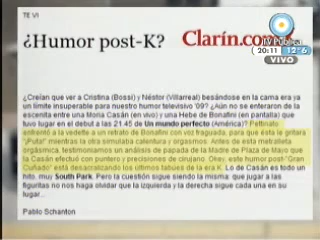 TE VI
¿Humor post-K?
Clarín.com
20:11 12°6
VIVO
¿Creían que ver a Cristina (Bossi) y Néstor (Villarreal) besándose en la cama era ya
un límite insuperable para nuestro humor televisivo '09? ¿Aún no se enteraron de la
escenita entre una Moria Casán (en vivo) y una Hebe de Bonafini (en pantalla) que
tuvo lugar en el debut a las 21.45 de Un mundo perfecto (América)? Pettinato
enfrentó a la vedette a un retrato de Bonafini con voz fraguada, para que ésta le gritara
"¡Puta!" mientras la otra simulaba calentura y orgasmos. Antes de esta metralleta
orgásmica, testimoniamos un análisis de papada de la Madre de Plaza de Mayo que
la Casán efectuó con puntero y precisiones de cirujano. Okey, este humor post-"Gran
Cuñado" está desacralizando los últimos tabúes de la era K. Lo de Casán es todo un
hito, muy South Park. Pero la cuestión sigue siendo la misma: que jugar a las
figuritas no nos haga olvidar que la izquierda y la derecha sigue cada una en su
lugar...
Pablo Schanton